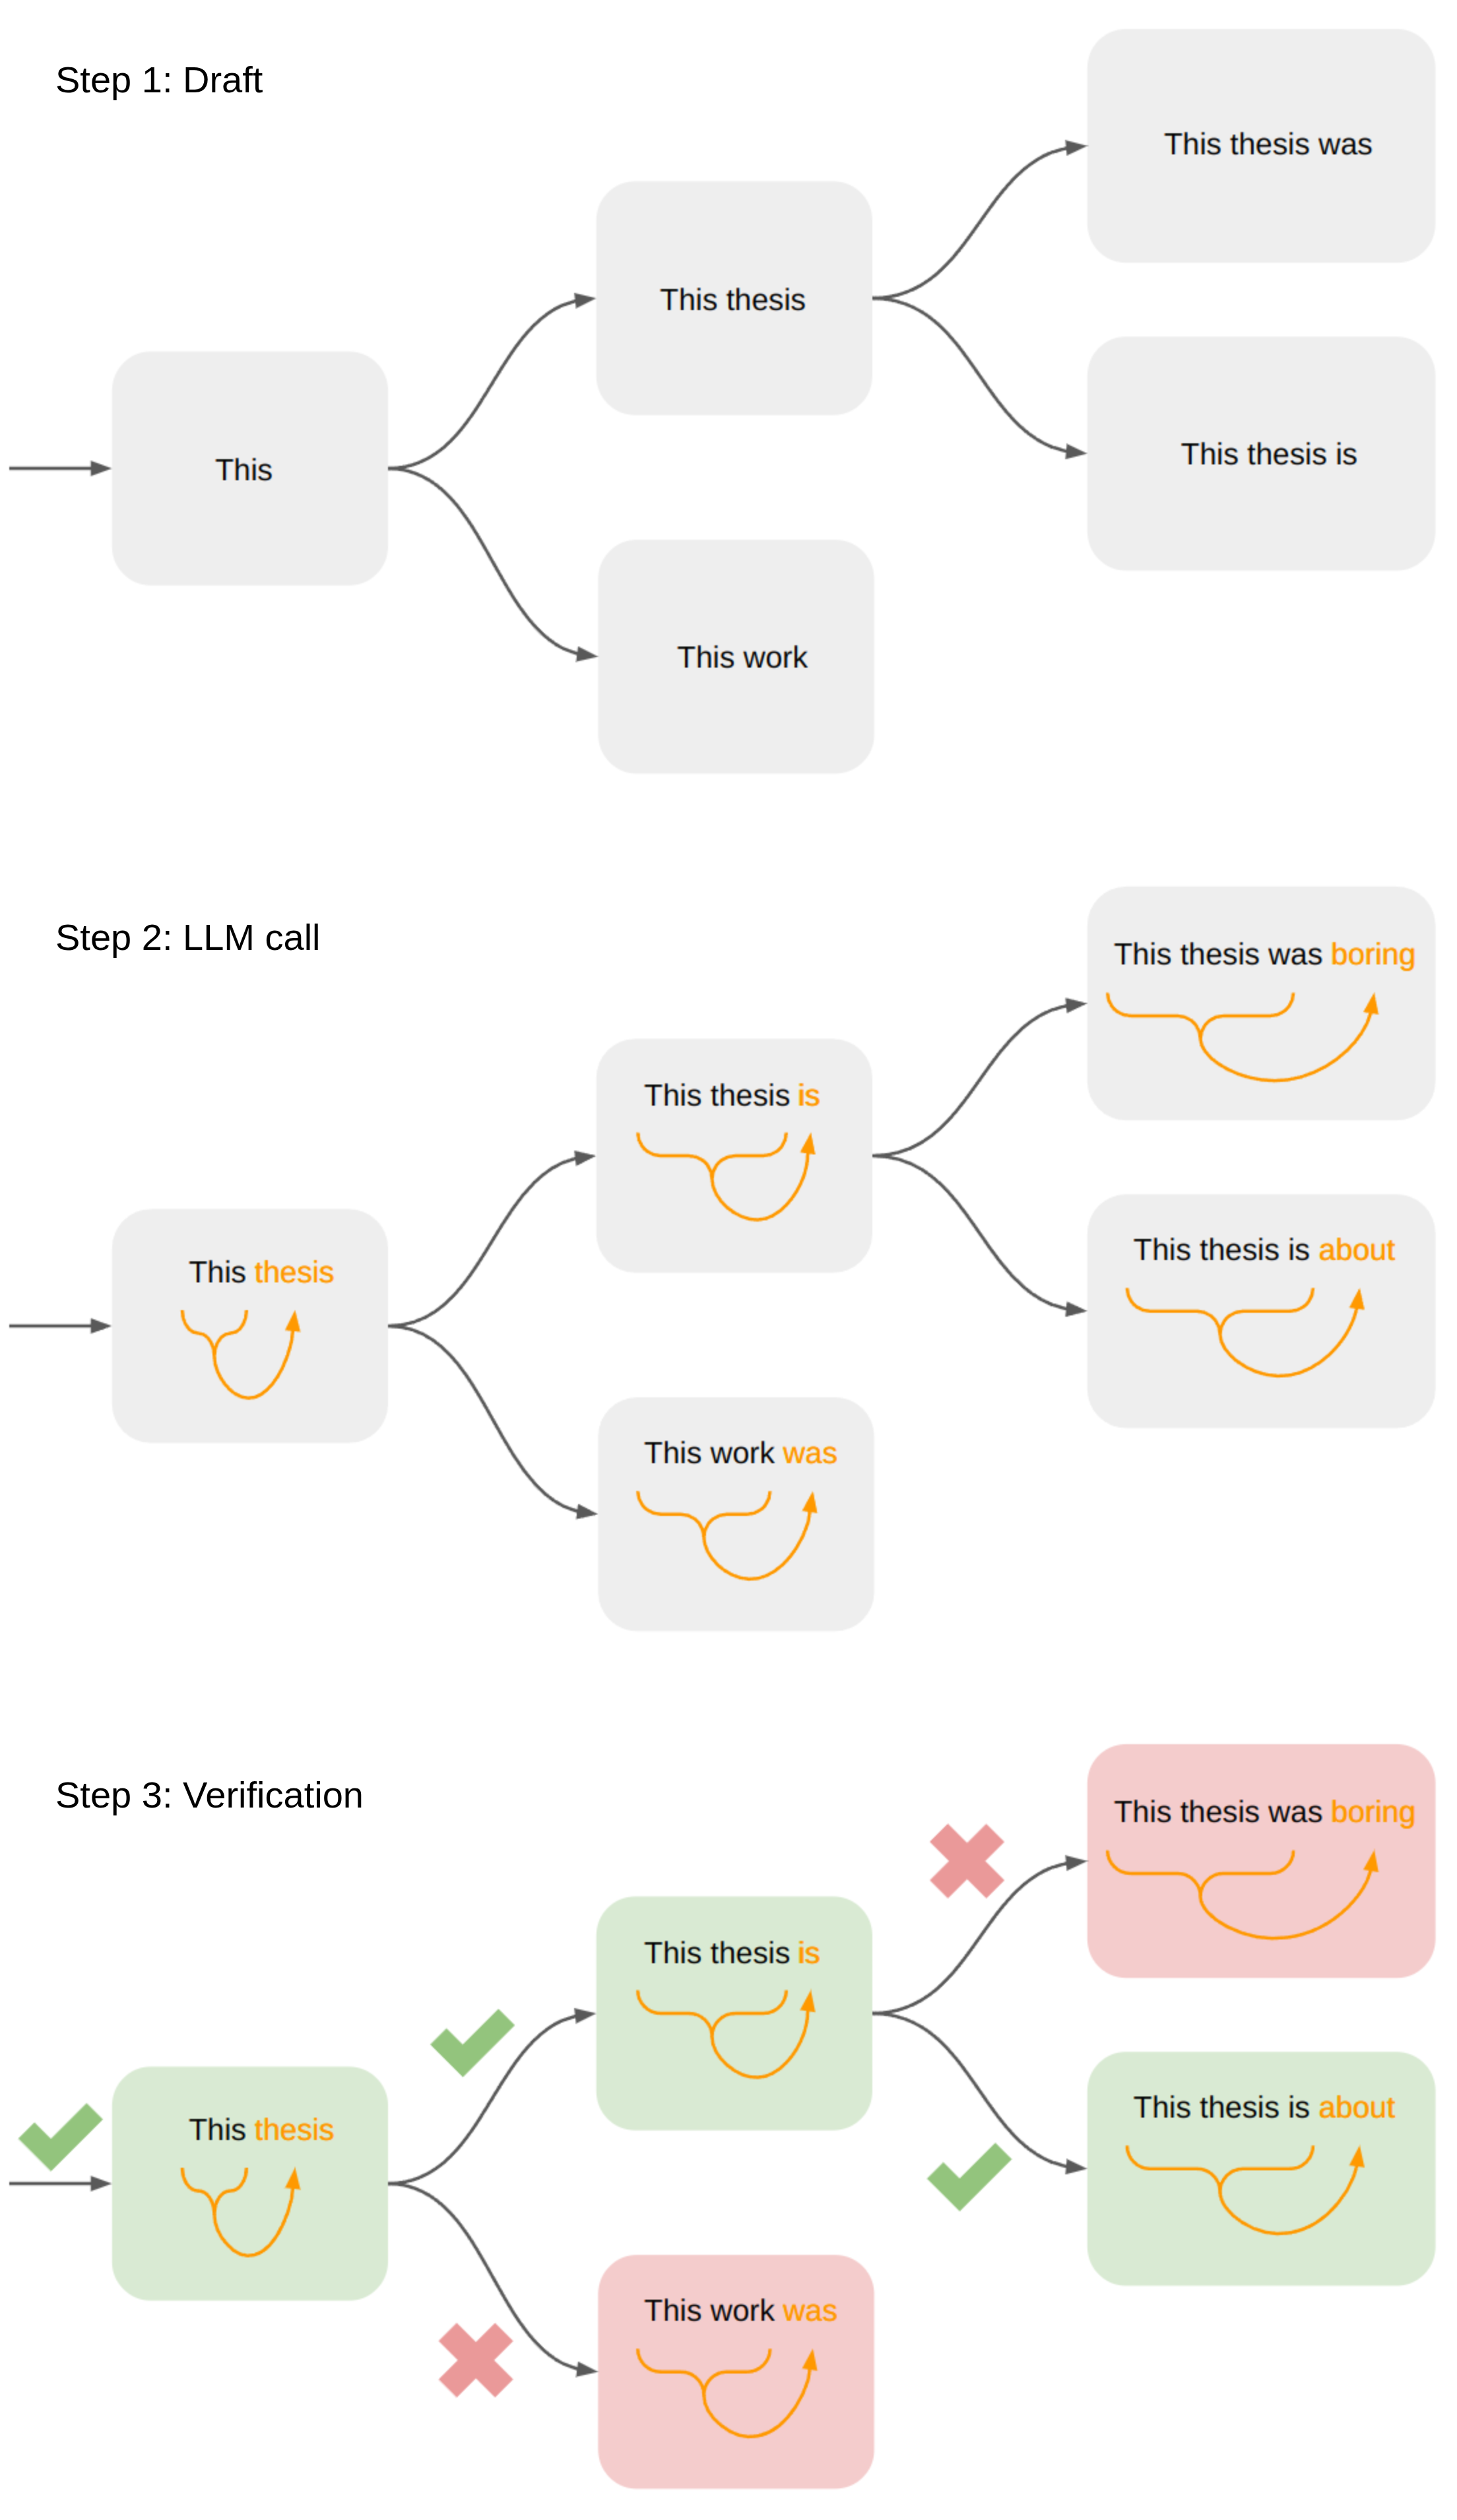 Step 1: Draft
This thesis was
This thesis
This thesis is
This
This work
Step 2: LLM call
This thesis was boring
This thesis is
This thesis is about
This thesis
This work was
Step 3: Verification
This thesis was boring
This thesis is
This thesis is about
This thesis
This work was